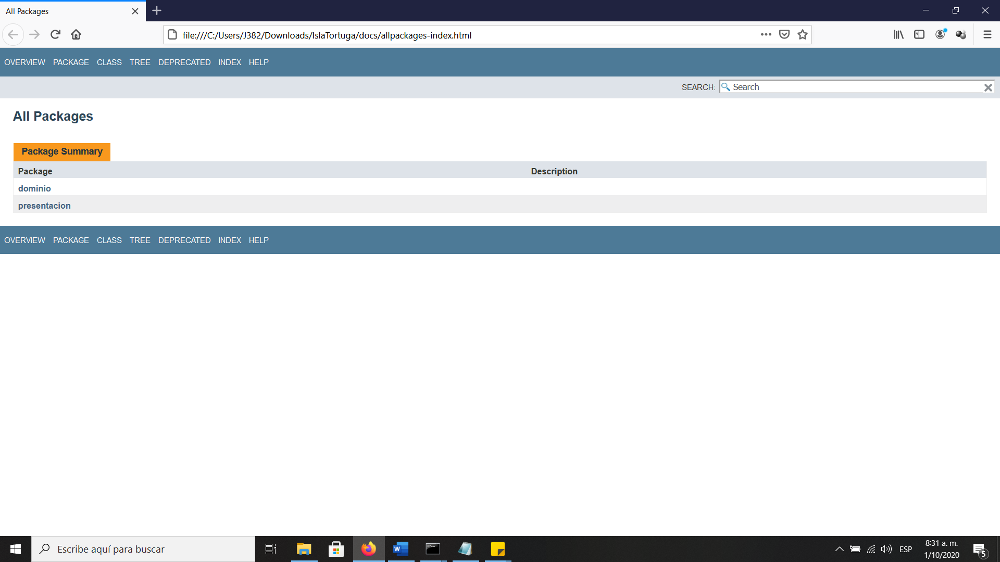 All Packages
file:///C:/Users/J382/Downloads/IslaTortuga/docs/allpackages-index.html
OVERVIEW PACKAGE CLASS TREE DEPRECATED INDEX HELP
SEARCH: Search
All Packages
Package Summary
Package Description
dominio
presentacion
OVERVIEW PACKAGE CLASS TREE DEPRECATED INDEX HELP
Escribe aquí para buscar
W
ESP
8:31 a. m.
1/10/2020
5